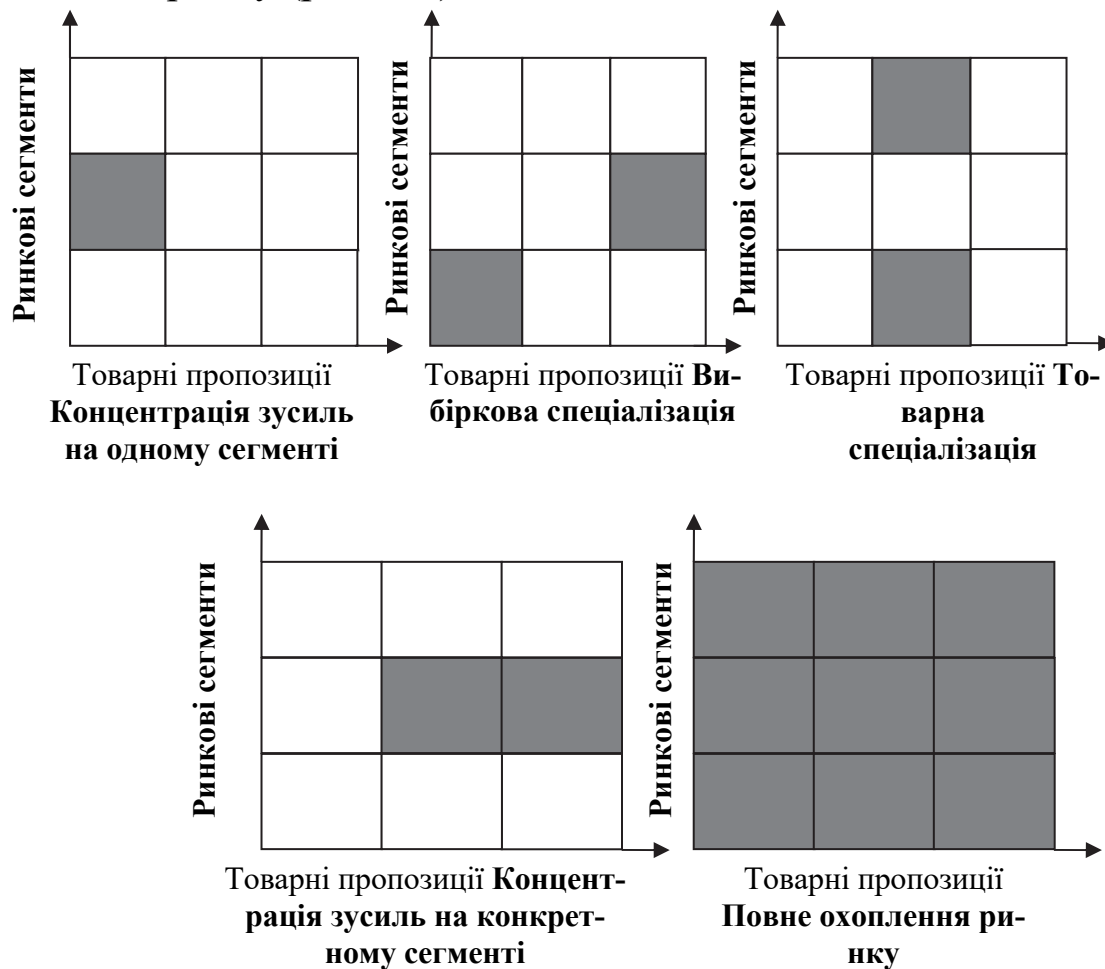 Ринкові сегменти
Ринкові сегменти
Ринкові сегменти
Товарні пропозиції
Концентрація зусиль
на одному сегменті
Товарні пропозиції Ви-
біркова спеціалізація
Товарні пропозиції То-
варна
спеціалізація
Ринкові сегменти
Ринкові сегменти
Товарні пропозиції Концент-
рація зусиль на конкрет-
ному сегменті
Товарні пропозиції
Повне охоплення ри-
нку